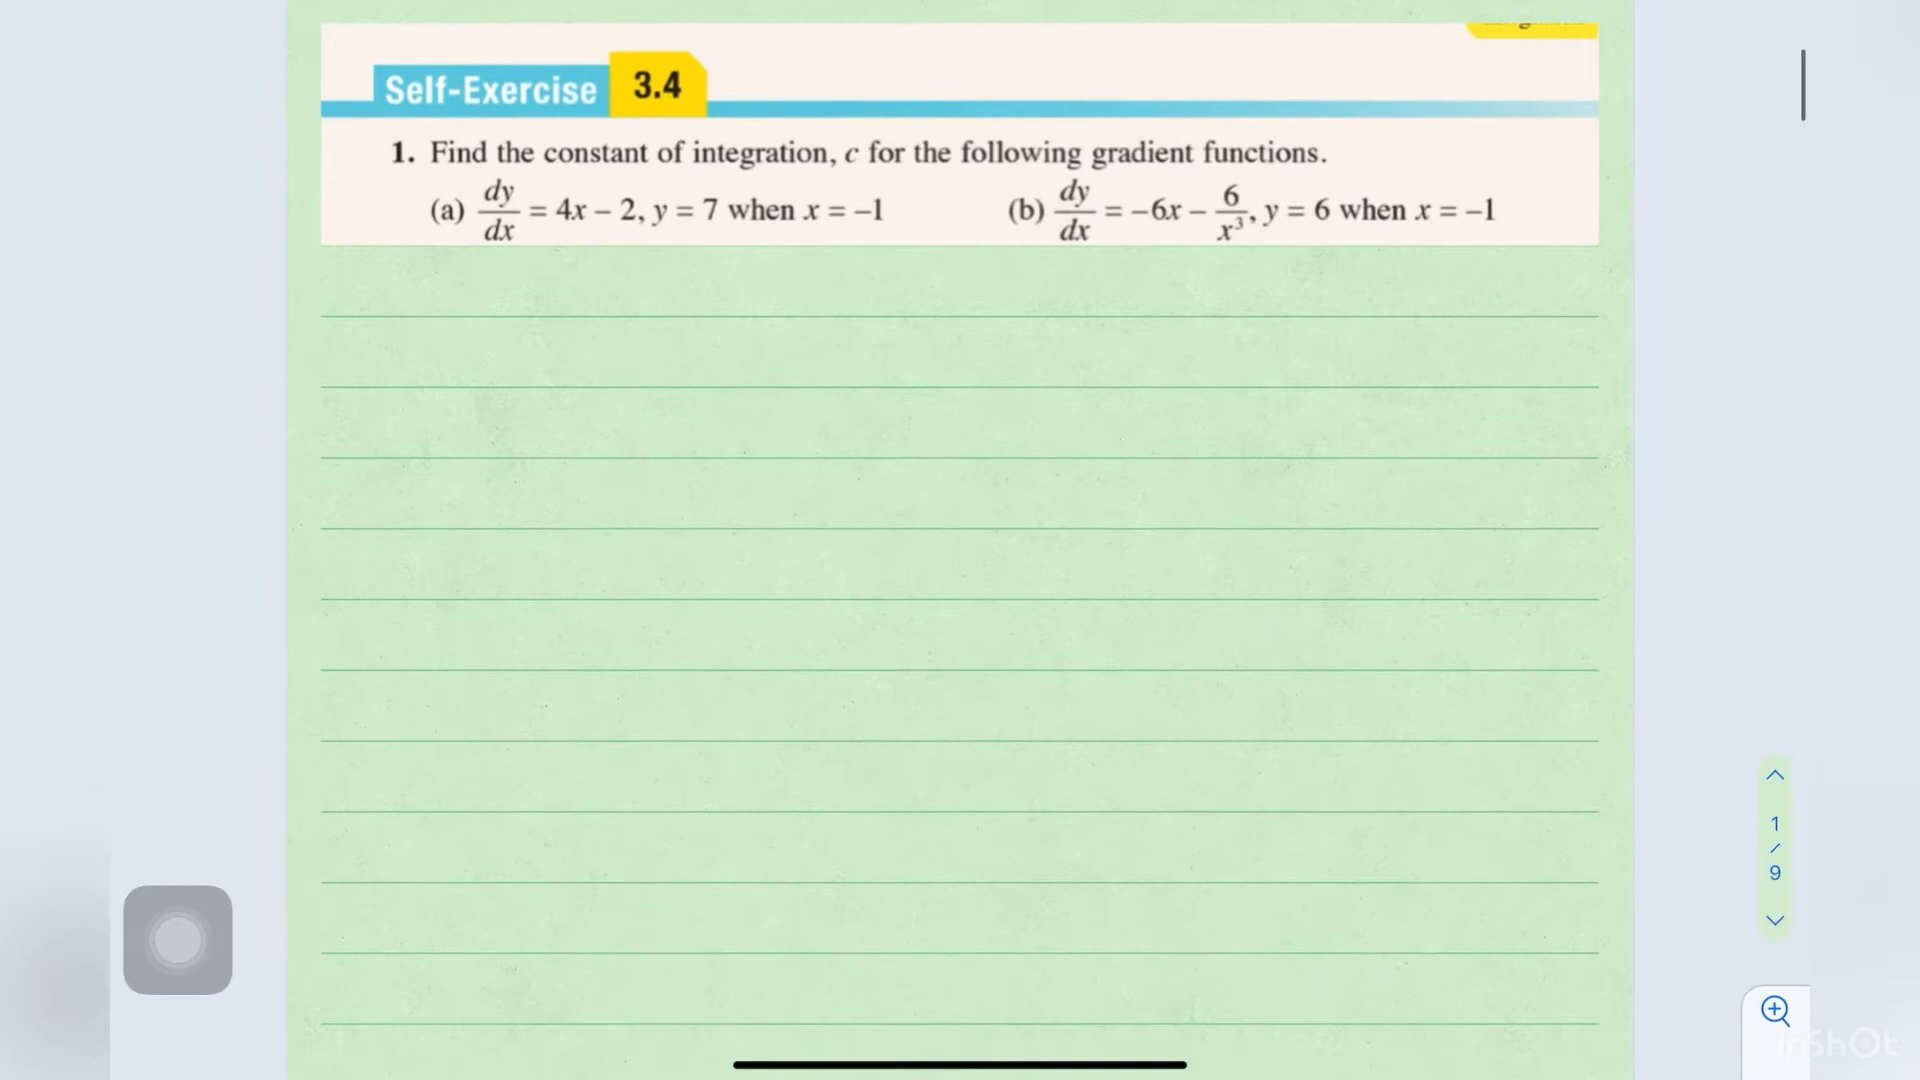 Self-Exercise 3.4
1. Find the constant of integration, c for the following gradient functions.
(a) dy/dx = 4x – 2, y = 7 when x = –1 (b) dy/dx = –6x – 6/x³, y = 6 when x = –1
1
/
9
InShOt